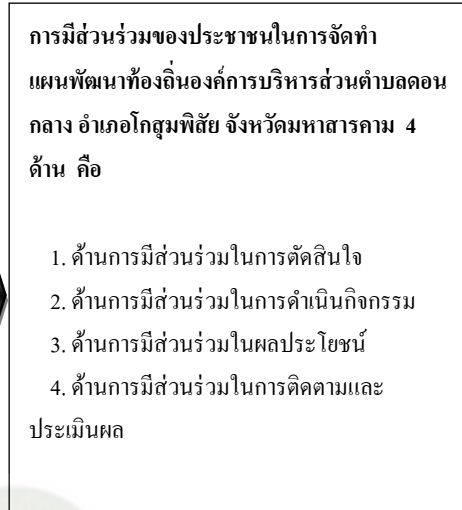 การมีส่วนร่วมของประชาชนในการจัดทำ
แผนพัฒนาท้องถิ่นองค์การบริหารส่วนตำบลดอน
กลาง อำเภอโกสุมพิสัย จังหวัดมหาสารคาม 4
ด้าน คือ
1. ด้านการมีส่วนร่วมในการตัดสินใจ
2. ด้านการมีส่วนร่วมในการดำเนินกิจกรรม
3. ด้านการมีส่วนร่วมในผลประโยชน์
4. ด้านการมีส่วนร่วมในการติดตามและ
ประเมินผล